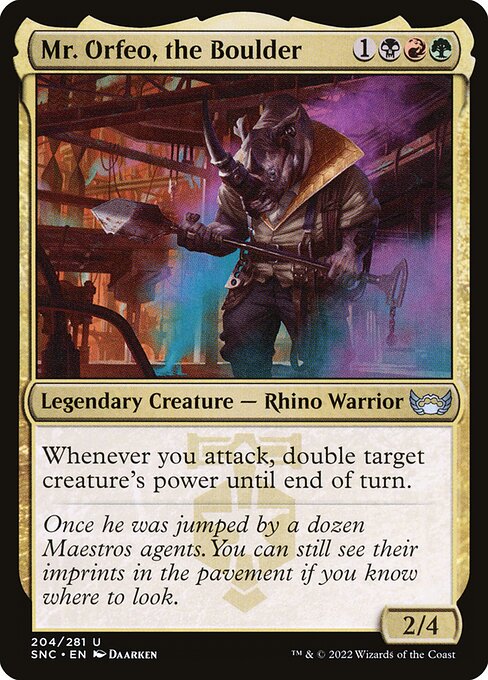 Mr. Orfeo, the Boulder 1
Legendary Creature — Rhino Warrior
Whenever you attack, double target
creature's power until end of turn.
Once he was jumped by a dozen
Maestros agents. You can still see their
imprints in the pavement if you know
where to look.
2/4
204/281 U
SNC • EN Daarken
™ & © 2022 Wizards of the Coast